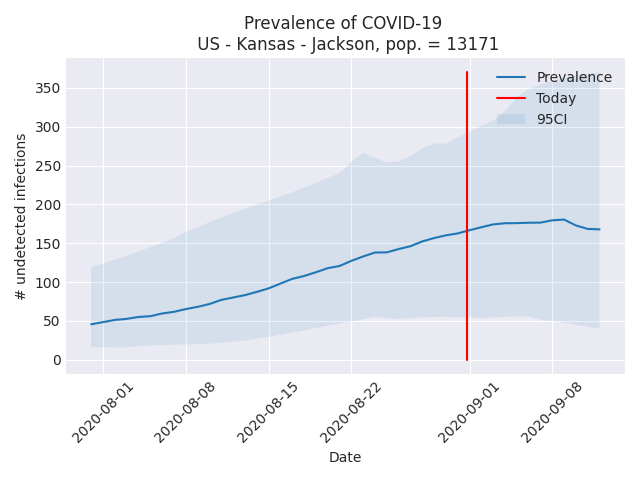 Prevalence of COVID-19
US - Kansas - Jackson, pop. = 13171
Prevalence
Today
95CI
# undetected infections
350
300
250
200
150
100
50
0
2020-08-01
2020-08-08
2020-08-15
2020-08-22
2020-09-01
2020-09-08
Date